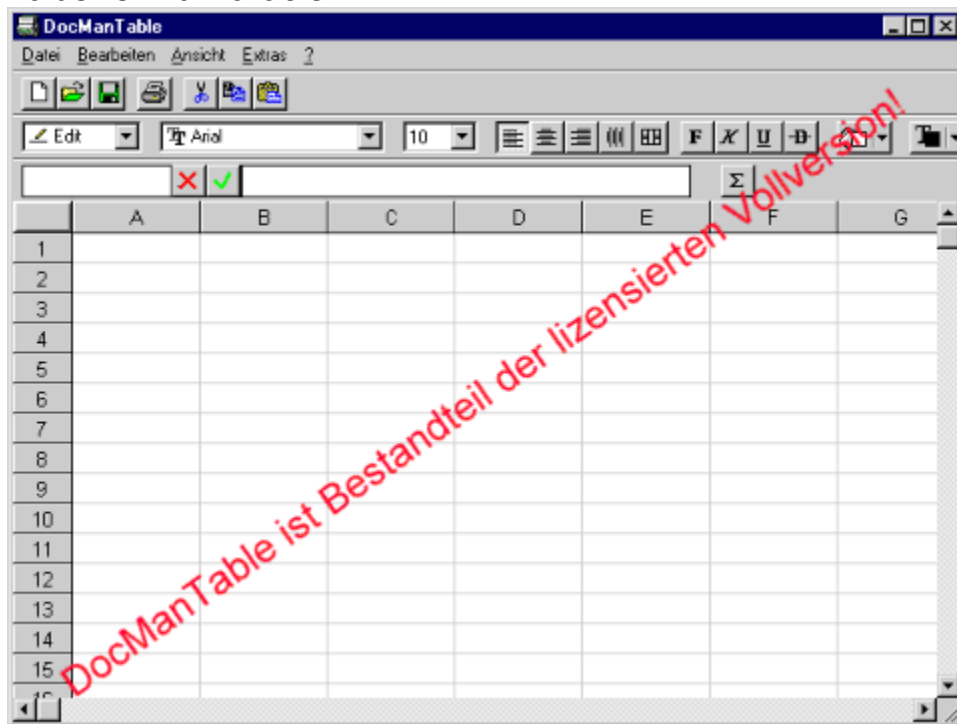 DocManTable
Datei Bearbeiten Ansicht Extras ?
Edit Arial 10 F K U D
Σ
A B C D E F G
1
2
3
4
5
6
7
8
9
10
11
12
13
14
15
DocManTable ist Bestandteil der lizensierten Vollversion!